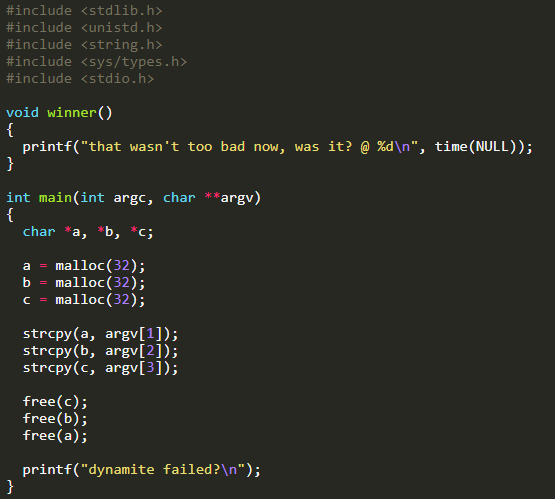 #include <stdlib.h>
#include <unistd.h>
#include <string.h>
#include <sys/types.h>
#include <stdio.h>

void winner()
{
  printf("that wasn't too bad now, was it? @ %d\n", time(NULL));
}

int main(int argc, char **argv)
{
  char *a, *b, *c;

  a = malloc(32);
  b = malloc(32);
  c = malloc(32);

  strcpy(a, argv[1]);
  strcpy(b, argv[2]);
  strcpy(c, argv[3]);

  free(c);
  free(b);
  free(a);

  printf("dynamite failed?\n");
}